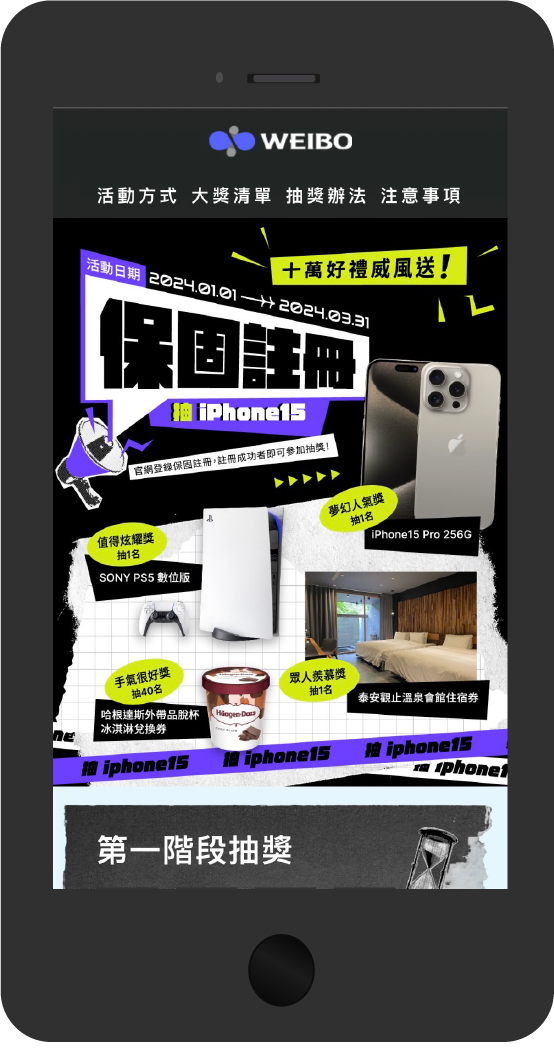 WEIBO
活動方式 大獎清單 抽獎辦法 注意事項
十萬好禮威風送!
活動日期 2024.01.01 2024.03.31
保固註冊
抽 iPhone15
官網登錄保固註冊,註冊成功者即可參加抽獎!
夢幻人氣獎
抽1名
iPhone15 Pro 256G
值得炫耀獎
抽1名
SONY PS5 數位版
手氣很好獎
抽40名
哈根達斯外帶品脫杯
冰淇淋兌換券
Häagen-Dazs
眾人羨慕獎
抽1名
泰安觀止溫泉會館住宿券
抽 iphone15 抽 iphone15 抽 iphone15
第一階段抽獎